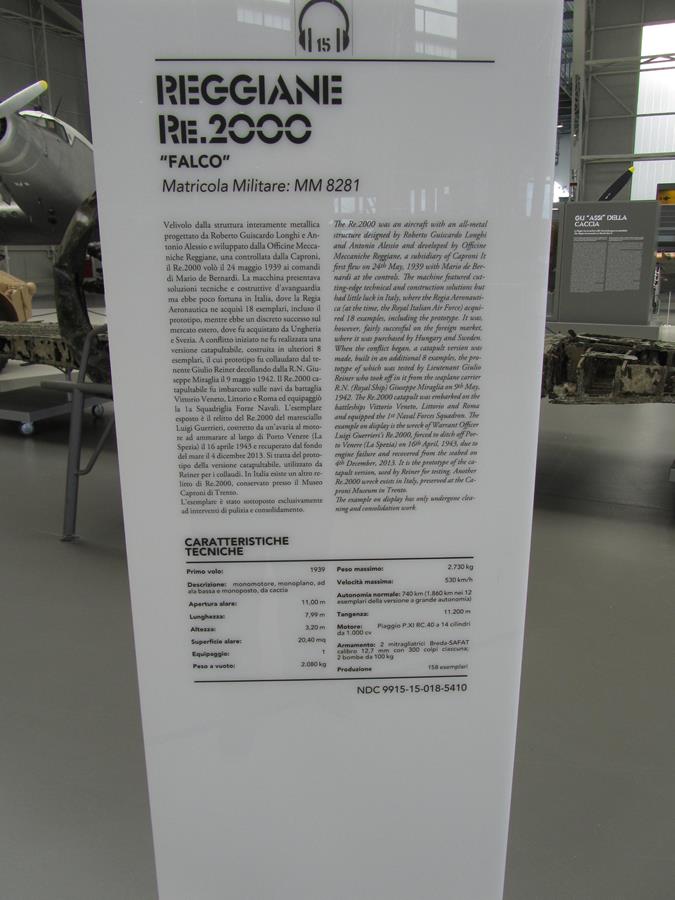 15
REGGIANE
RE.2000
"FALCO"
Matricola Militare: MM 8281
Velivolo dalla struttura interamente metallica
progettato da Roberto Guiscardo Longhi e An-
tonio Alessio e sviluppato dalla Officine Mecca-
niche Reggiane, una controllata dalla Caproni,
il Re.2000 volò il 24 maggio 1939 ai comandi
di Mario de Bernardi. La macchina presentava
soluzioni tecniche e costruttive d'avanguardia
ma ebbe poco fortuna in Italia, dove la Regia
Aeronautica ne acquisì 18 esemplari, incluso il
prototipo, mentre ebbe un discreto successo sul
mercato estero, dove fu acquistato da Ungheria
e Svezia. A conflitto iniziato ne fu realizzata una
versione catapultabile, costruita in ulteriori 8
esemplari, il cui prototipo fu collaudato dal te-
nente Giulio Reiner decollando dalla R.N. Giu-
seppe Miraglia il 9 maggio 1942. Il Re.2000 ca-
tapultabile fu imbarcato sulle navi da battaglia
Vittorio Veneto, Littorio e Roma ed equipaggiò
la 1a Squadriglia Forze Navali. L'esemplare
esposto è il relitto del Re.2000 del maresciallo
Luigi Guerrieri, costretto da un'avaria al moto-
re ad ammarare al largo di Porto Venere (La
Spezia) il 16 aprile 1943 e recuperato dal fondo
del mare il 4 dicembre 2013. Si tratta del proto-
tipo della versione catapultabile, utilizzato da
Reiner per i collaudi. In Italia esiste un altro re-
litto di Re.2000, conservato presso il Museo
Caproni di Trento.
L'esemplare è stato sottoposto esclusivamente
ad interventi di pulizia e consolidamento.
The Re.2000 was an aircraft with an all-metal
structure designed by Roberto Guiscardo Longhi
and Antonio Alessio and developed by Officine
Meccaniche Reggiane, a subsidiary of Caproni It
first flew on 24th May, 1939 with Mario de Ber-
nardi at the controls. The machine featured cut-
ting-edge technical and construction solutions but
had little luck in Italy, where the Regia Aeronauti-
ca (at the time, the Royal Italian Air Force) acqui-
red 18 examples, including the prototype. It was,
however, fairly successful on the foreign market,
where it was purchased by Hungary and Sweden.
When the conflict began, a catapult version was
made, built in an additional 8 examples, the pro-
totype of which was tested by Lieutenant Giulio
Reiner who took off in it from the seaplane carrier
R.N. (Royal Ship) Giuseppe Miraglia on 9th May,
1942. The Re.2000 catapult was embarked on the
battleships Vittorio Veneto, Littorio and Roma
and equipped the 1st Naval Forces Squadron. The
example on display is the wreck of Warrant Officer
Luigi Guerrieri's Re.2000, forced to ditch off Por-
to Venere (La Spezia) on 16th April, 1943, due to
engine failure and recovered from the seabed on
4th December, 2013. It is the prototype of the ca-
tapult version, used by Reiner for testing. Another
Re.2000 wreck exists in Italy, preserved at the Ca-
proni Museum in Trento.
The example on display has only undergone clea-
ning and consolidation work.
CARATTERISTICHE
TECNICHE
Primo volo: 1939
Descrizione: monomotore, monoplano, ad
ala bassa e monoposto, da caccia
Apertura alare: 11,00 m
Lunghezza: 7,99 m
Altezza: 3,20 m
Superficie alare: 20,40 mq
Equipaggio: 1
Peso a vuoto: 2.080 kg
Peso massimo: 2.730 kg
Velocità massima: 530 km/h
Autonomia normale: 740 km (1.860 km nei 12
esemplari della versione a grande autonomia)
Tangenza: 11.200 m
Motore: Piaggio P.XI RC.40 a 14 cilindri
da 1.000 cv
Armamento: 2 mitragliatrici Breda-SAFAT
calibro 12,7 mm con 300 colpi ciascuna;
2 bombe da 100 kg
Produzione 158 esemplari
NDC 9915-15-018-5410
GLI "ASSI" DELLA
CACCIA